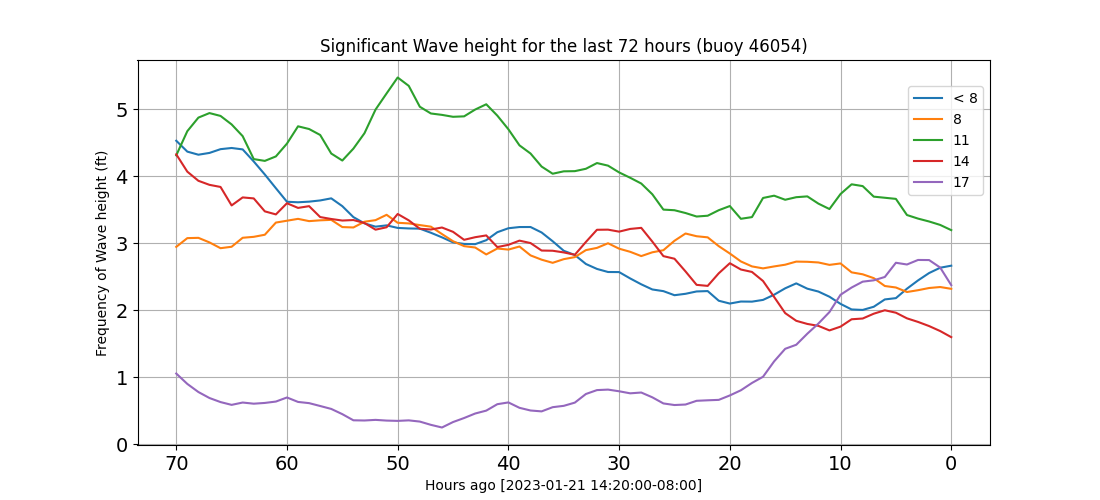 Significant Wave height for the last 72 hours (buoy 46054)
Frequency of Wave height (ft)
5
4
3
2
1
0
< 8
8
11
14
17
70 60 50 40 30 20 10 0
Hours ago [2023-01-21 14:20:00-08:00]